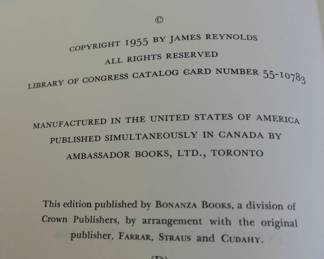 ©
COPYRIGHT 1955 BY JAMES REYNOLDS
ALL RIGHTS RESERVED
LIBRARY OF CONGRESS CATALOG CARD NUMBER 55-10783
MANUFACTURED IN THE UNITED STATES OF AMERICA
PUBLISHED SIMULTANEOUSLY IN CANADA BY
AMBASSADOR BOOKS, LTD., TORONTO
This edition published by BONANZA BOOKS, a division of
Crown Publishers, by arrangement with the original
publisher, FARRAR, STRAUS and CUDAHY.